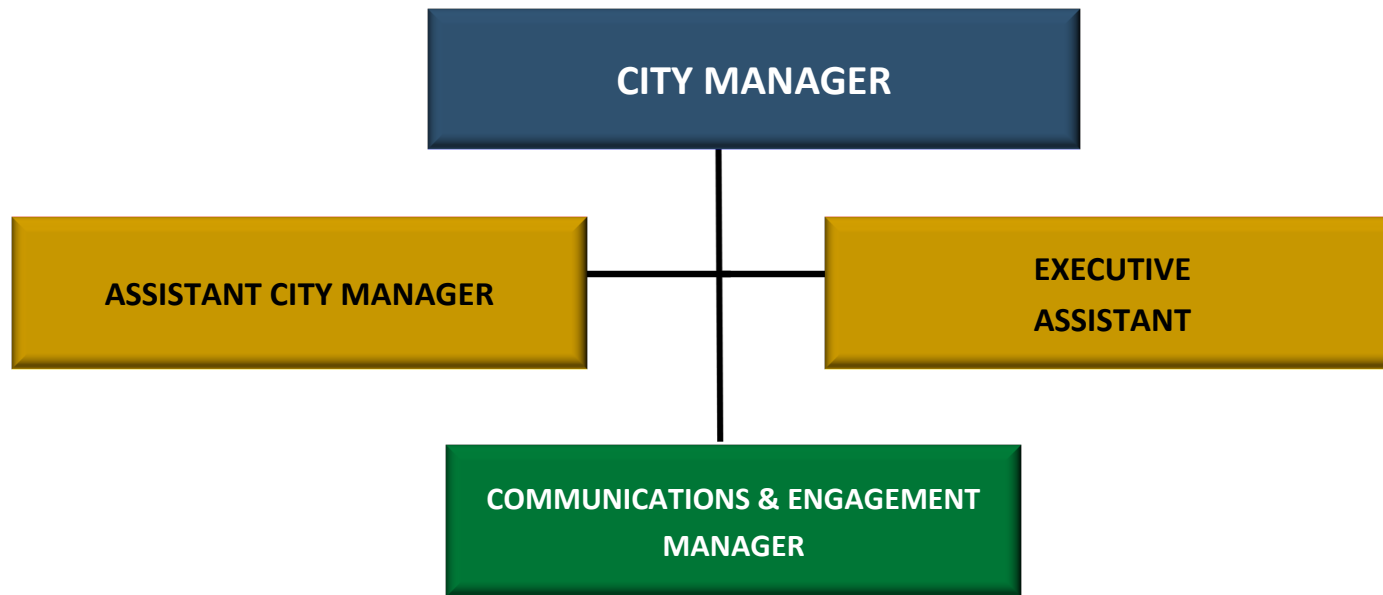 CITY MANAGER
ASSISTANT CITY MANAGER
EXECUTIVE
ASSISTANT
COMMUNICATIONS & ENGAGEMENT
MANAGER